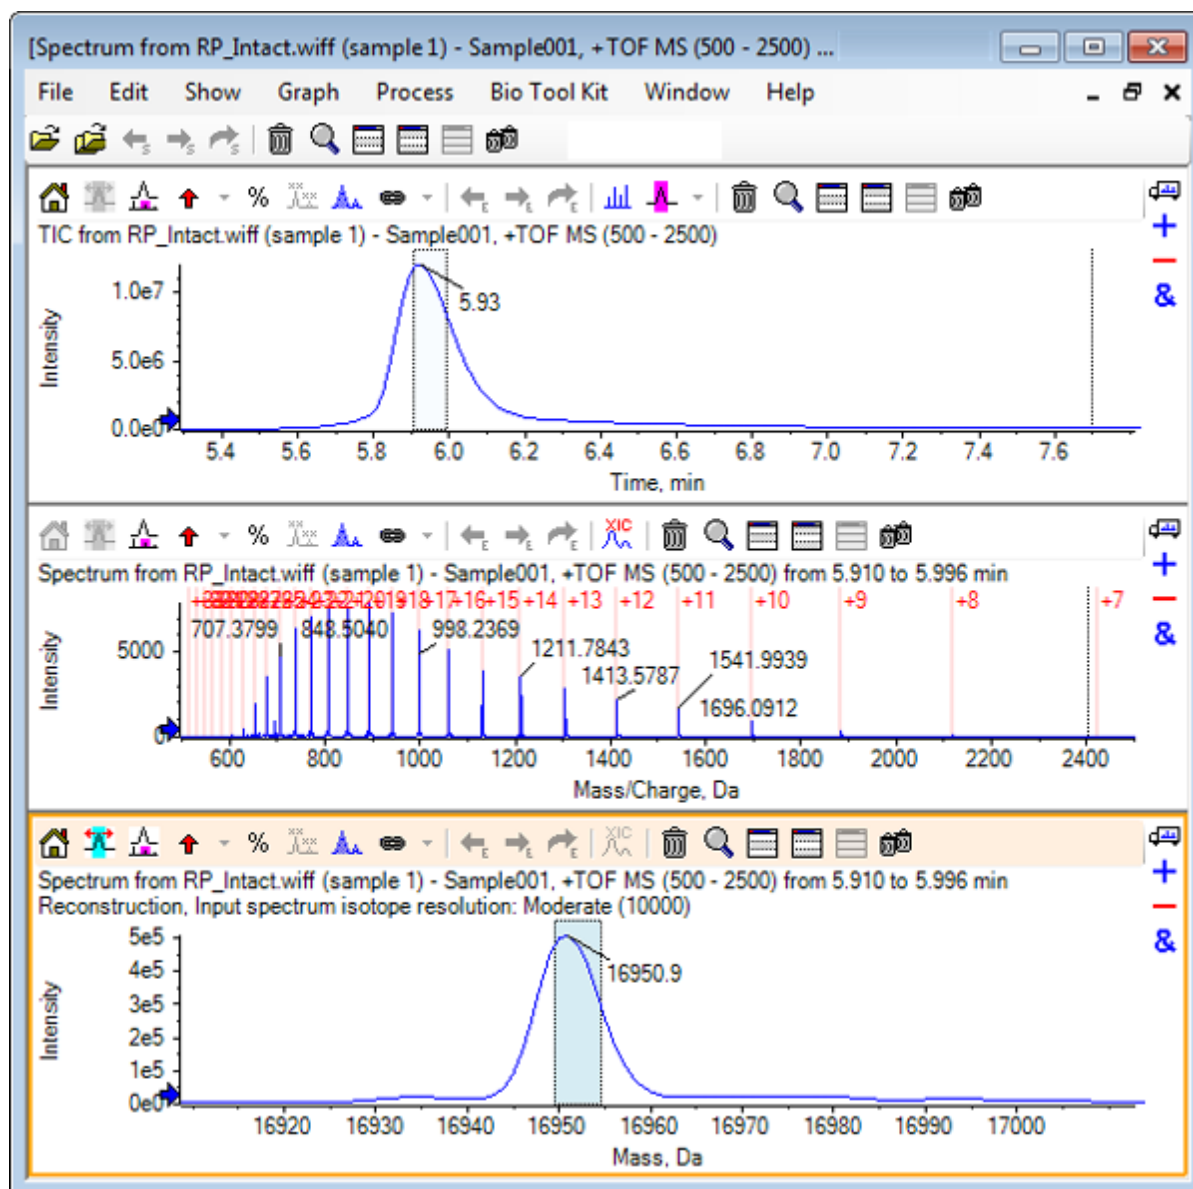 [Spectrum from RP_Intact.wiff (sample 1) - Sample001, +TOF MS (500 - 2500) ...
File Edit Show Graph Process Bio Tool Kit Window Help
TIC from RP_Intact.wiff (sample 1) - Sample001, +TOF MS (500 - 2500)
Intensity
1.0e7
5.0e6
0.0e0
5.93
5.4 5.6 5.8 6.0 6.2 6.4 6.6 6.8 7.0 7.2 7.4 7.6
Time, min
XIC
Spectrum from RP_Intact.wiff (sample 1) - Sample001, +TOF MS (500 - 2500) from 5.910 to 5.996 min
+18 +17 +16 +15 +14 +13 +12 +11 +10 +9 +8 +7
707.3799 848.5040 998.2369
1211.7843
1413.5787
1541.9939
1696.0912
Intensity
5000
0
600 800 1000 1200 1400 1600 1800 2000 2200 2400
Mass/Charge, Da
XIC
Spectrum from RP_Intact.wiff (sample 1) - Sample001, +TOF MS (500 - 2500) from 5.910 to 5.996 min
Reconstruction, Input spectrum isotope resolution: Moderate (10000)
Intensity
5e5
4e5
3e5
2e5
1e5
0e0
16950.9
16920 16930 16940 16950 16960 16970 16980 16990 17000
Mass, Da